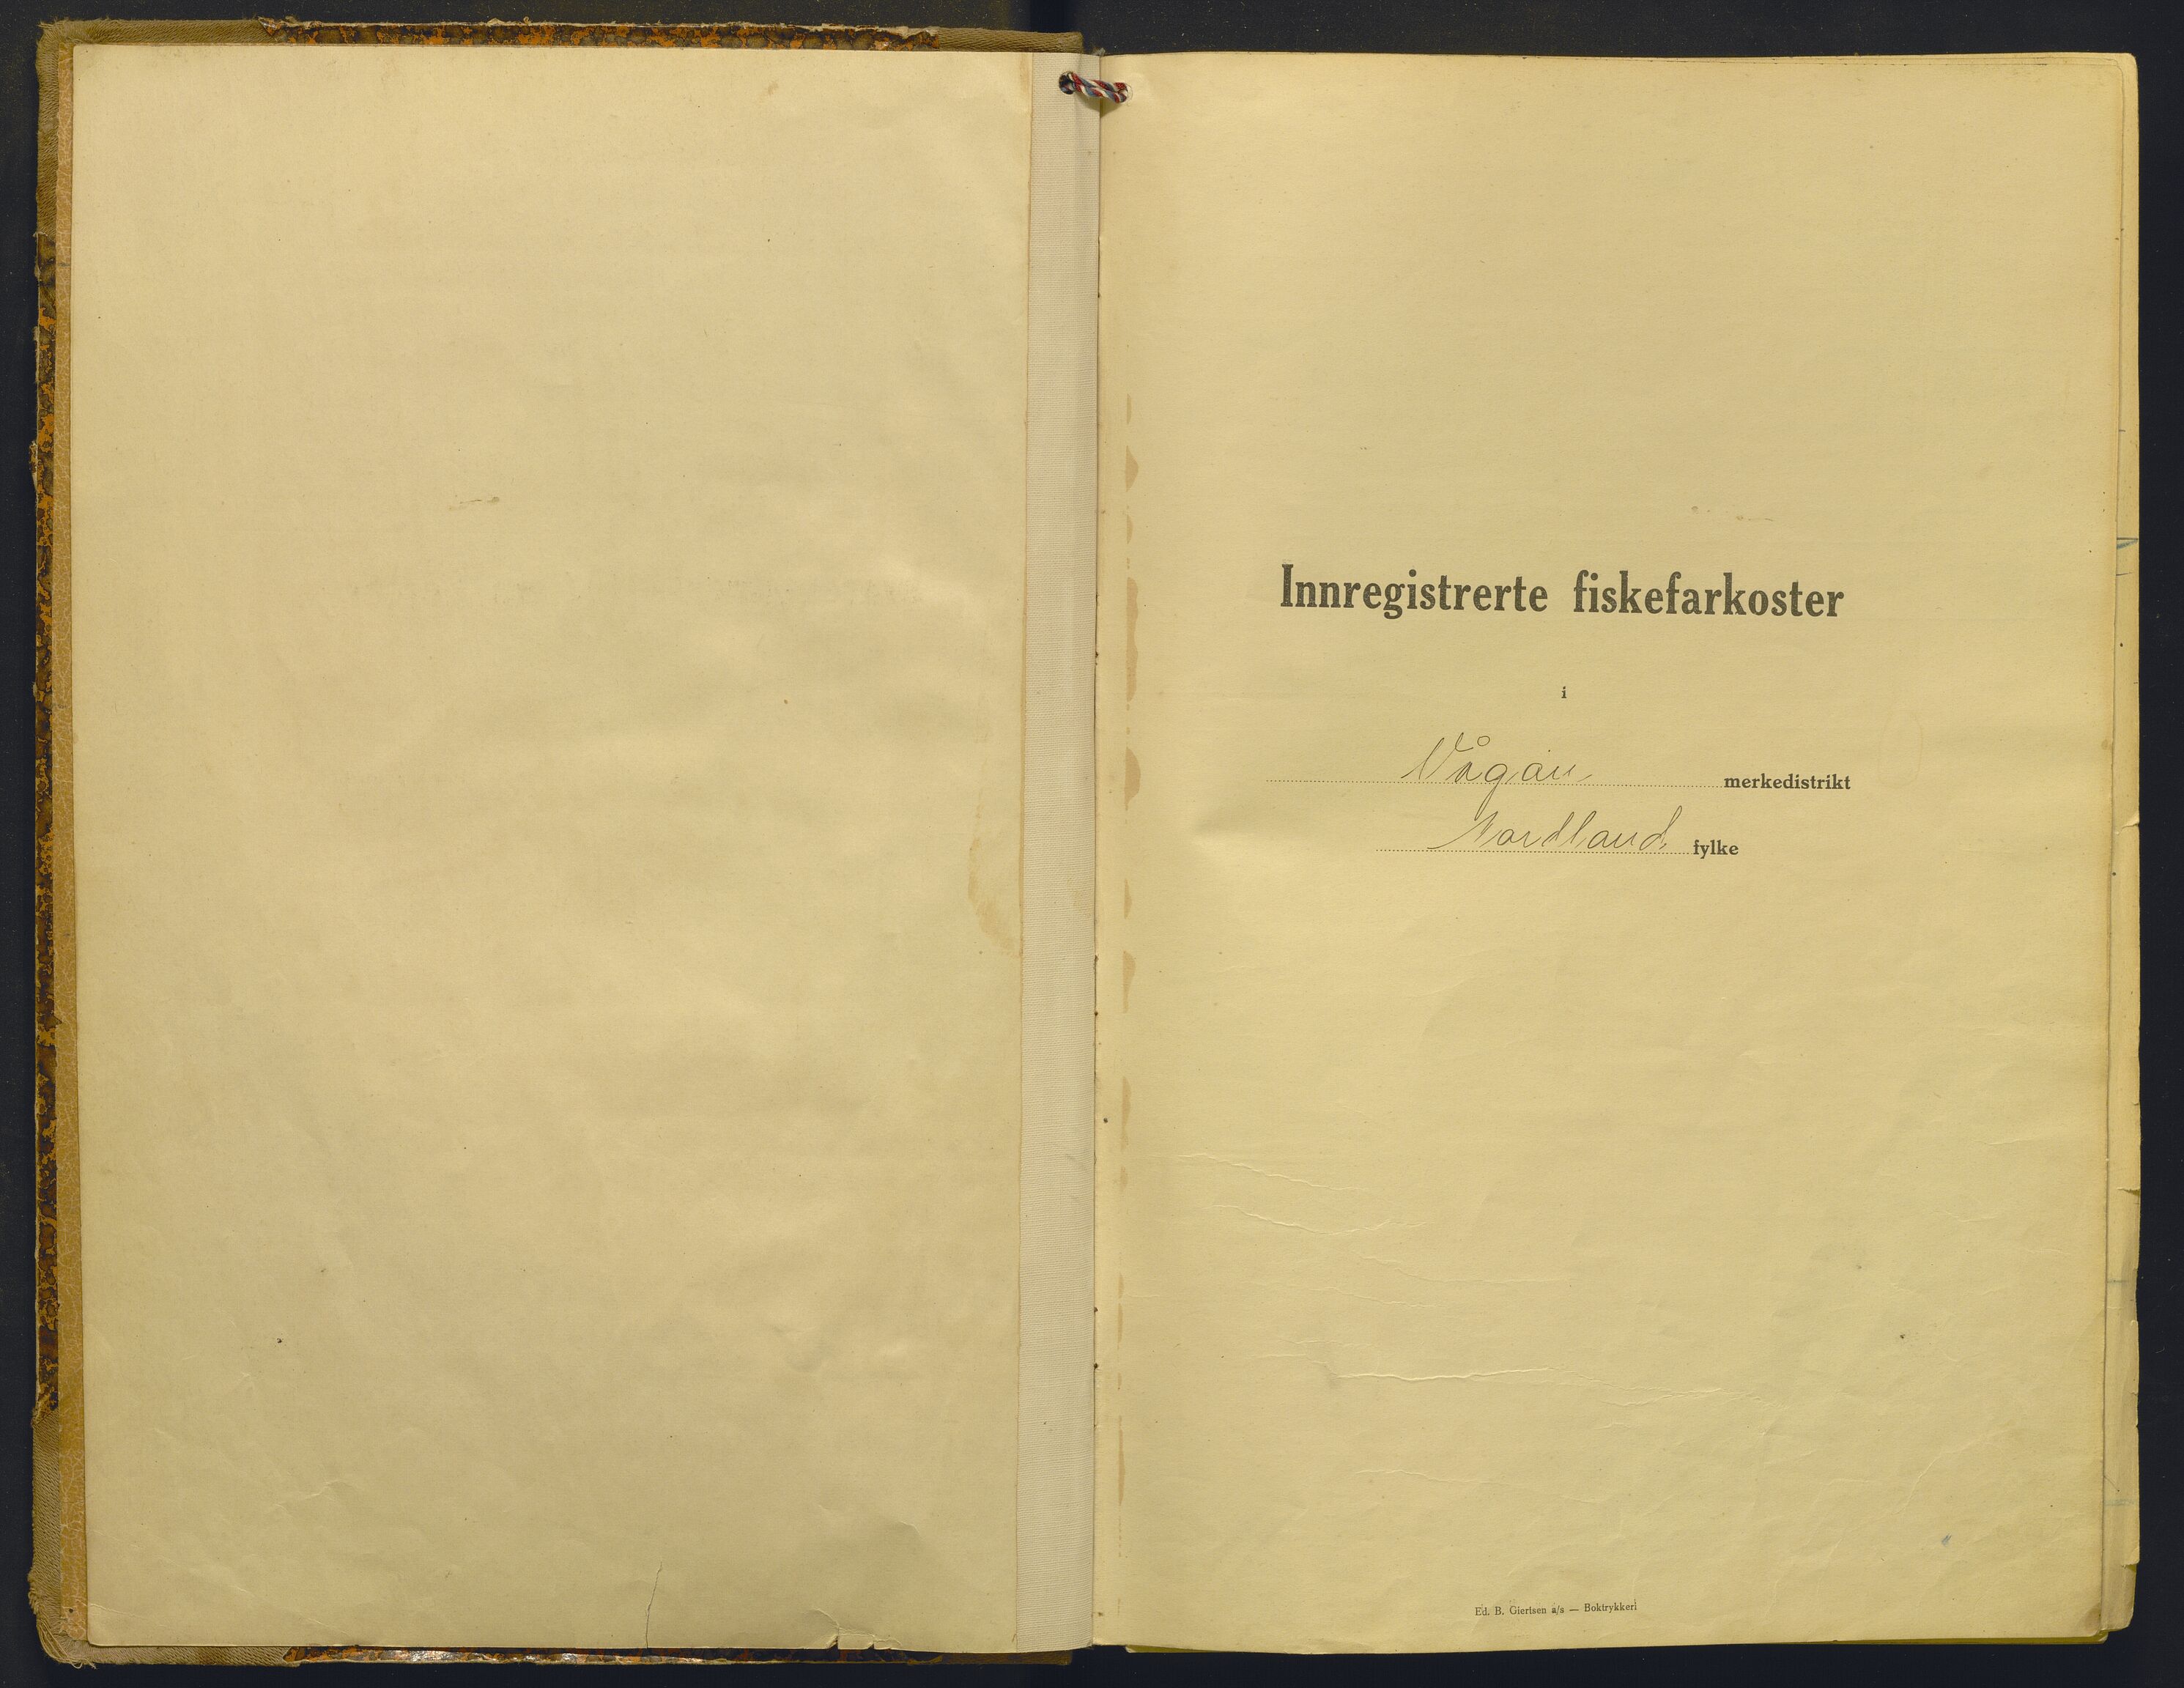 Innregistrerte fiskefarkoster
i
Vågan merkedistrikt
Nordland fylke
Ed. B. Giertsen a/s — Boktrykkeri